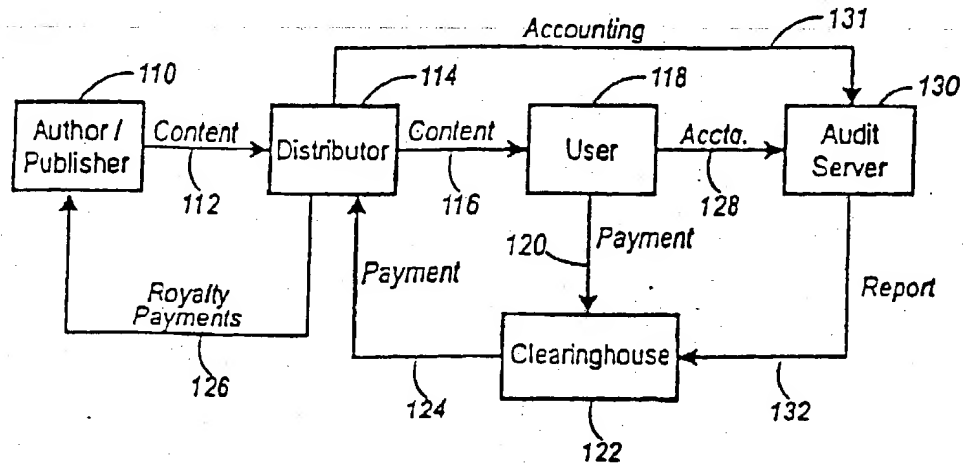 Accounting
131
110
114
118
130
Author /
Publisher
Content
112
Distributor
Content
116
User
Accta.
128
Audit
Server
120
Payment
Payment
Royalty
Payments
126
124
Clearinghouse
122
Report
132